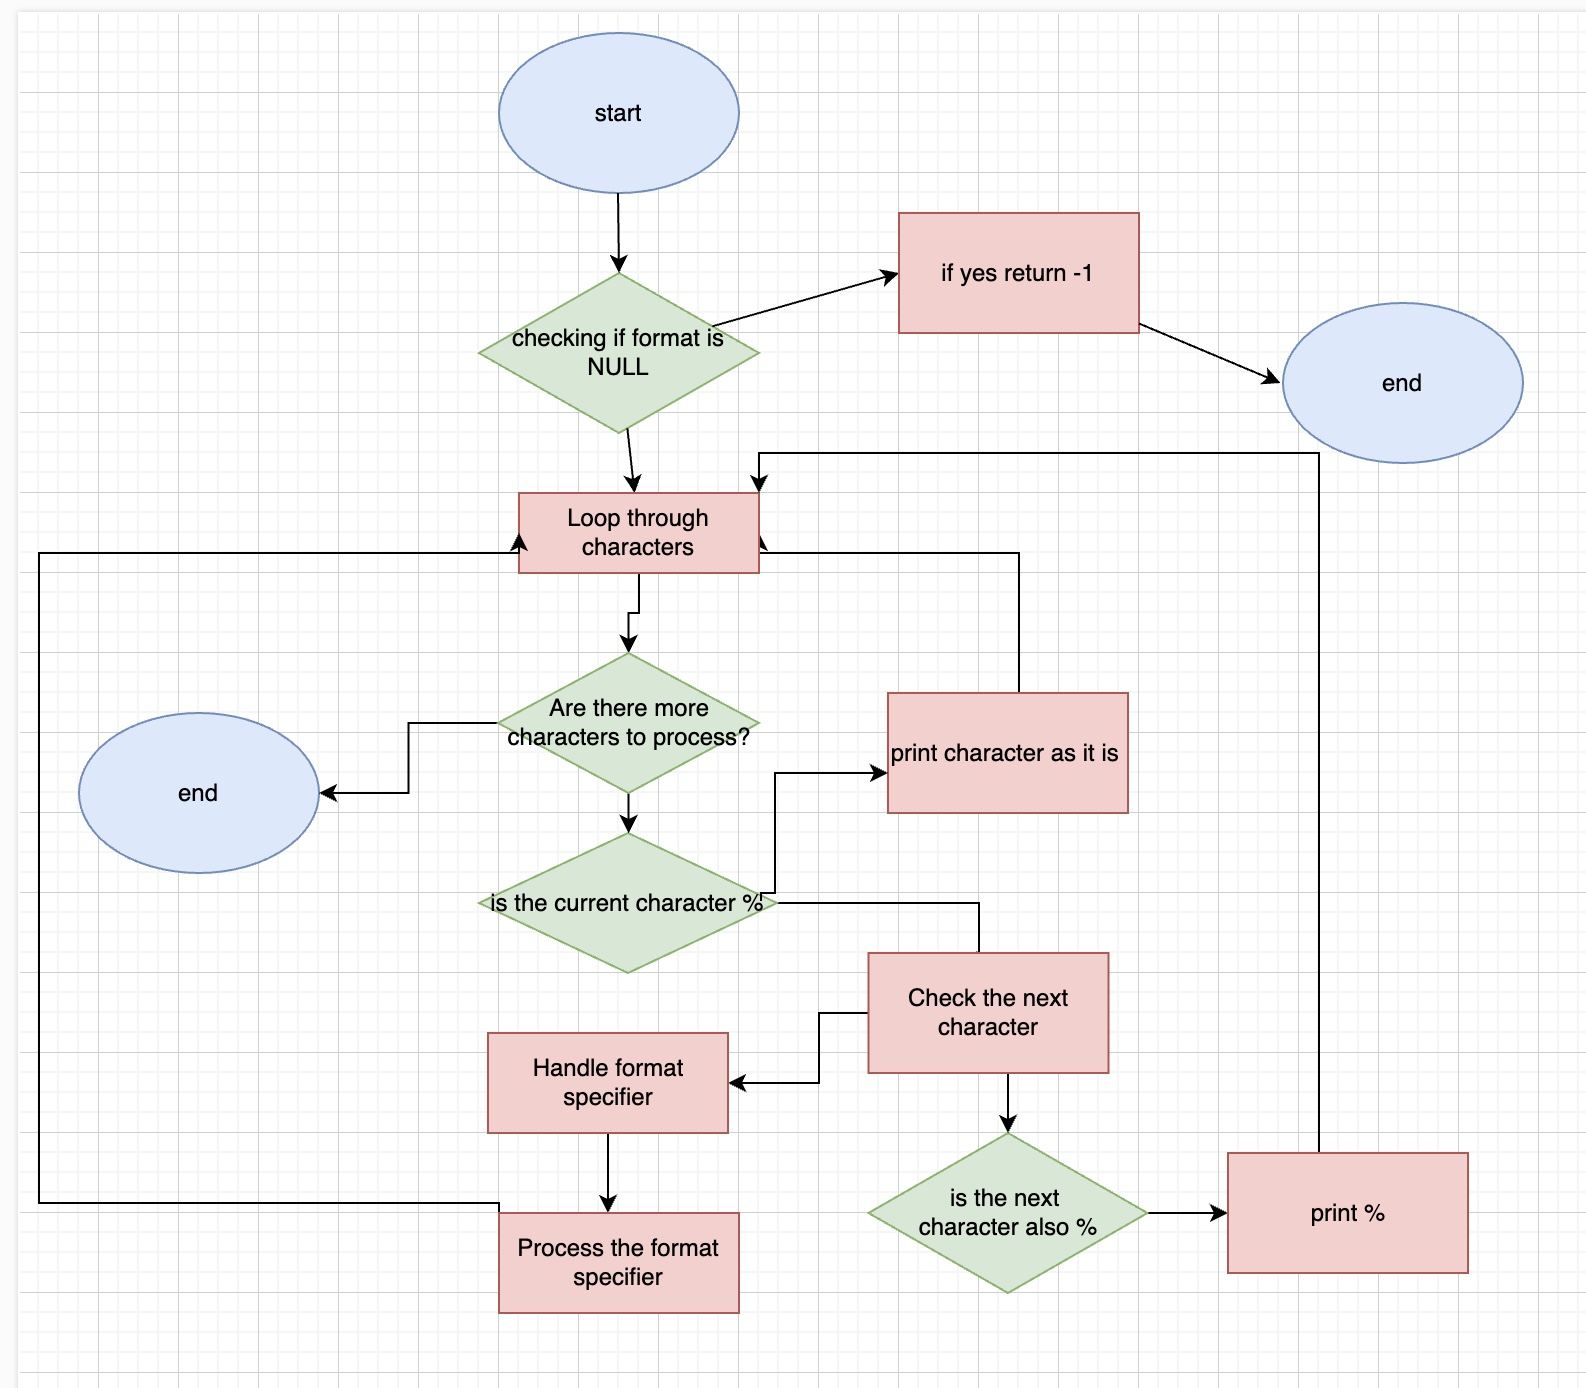 start
if yes return -1
checking if format is
NULL
end
Loop through
characters
Are there more
characters to process?
print character as it is
end
is the current character %
Check the next
character
Handle format
specifier
is the next
character also %
print %
Process the format
specifier